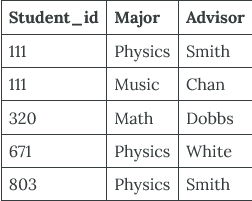 Student_id Major Advisor
111 Physics Smith
111 Music Chan
320 Math Dobbs
671 Physics White
803 Physics Smith